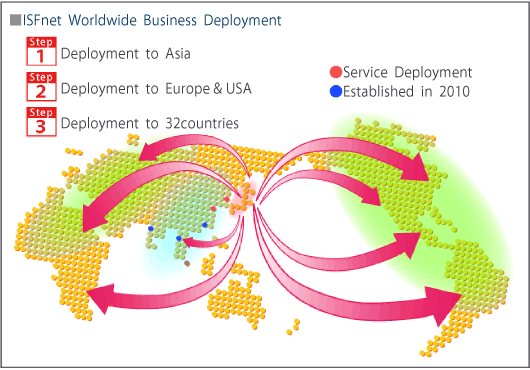 ISFnet Worldwide Business Deployment
Step 1 Deployment to Asia
Step 2 Deployment to Europe & USA
Step 3 Deployment to 32countries
Service Deployment
Established in 2010